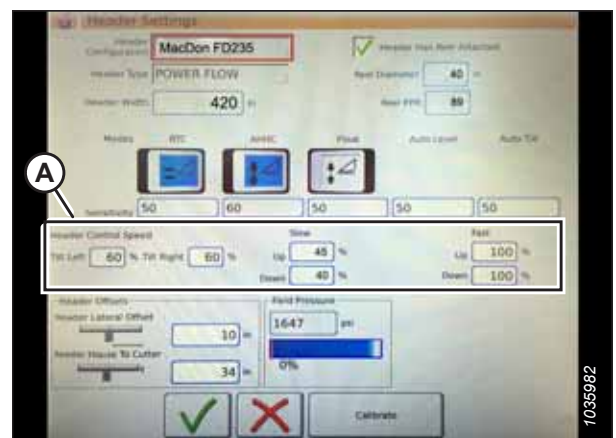 Header Settings
Header Configuration MacDon FD235 Header Has Reel Attached
Header Type POWER FLOW Reel Diameter 40 in
Header Width 420 in Reel PPR 89
Modes RTC AHHC Float Auto Level Auto Tilt
A
Sensitivity 50 60 50 50 50
Header Control Speed Slow Fast
Tilt Left 60 % Tilt Right 60 % Up 45 % Up 100 %
Down 40 % Down 100 %
Header Offsets Field Pressure
Header Lateral Offset 10 in 1647 psi
Feeder House To Cutter 34 in 0%
Calibrate
1035982